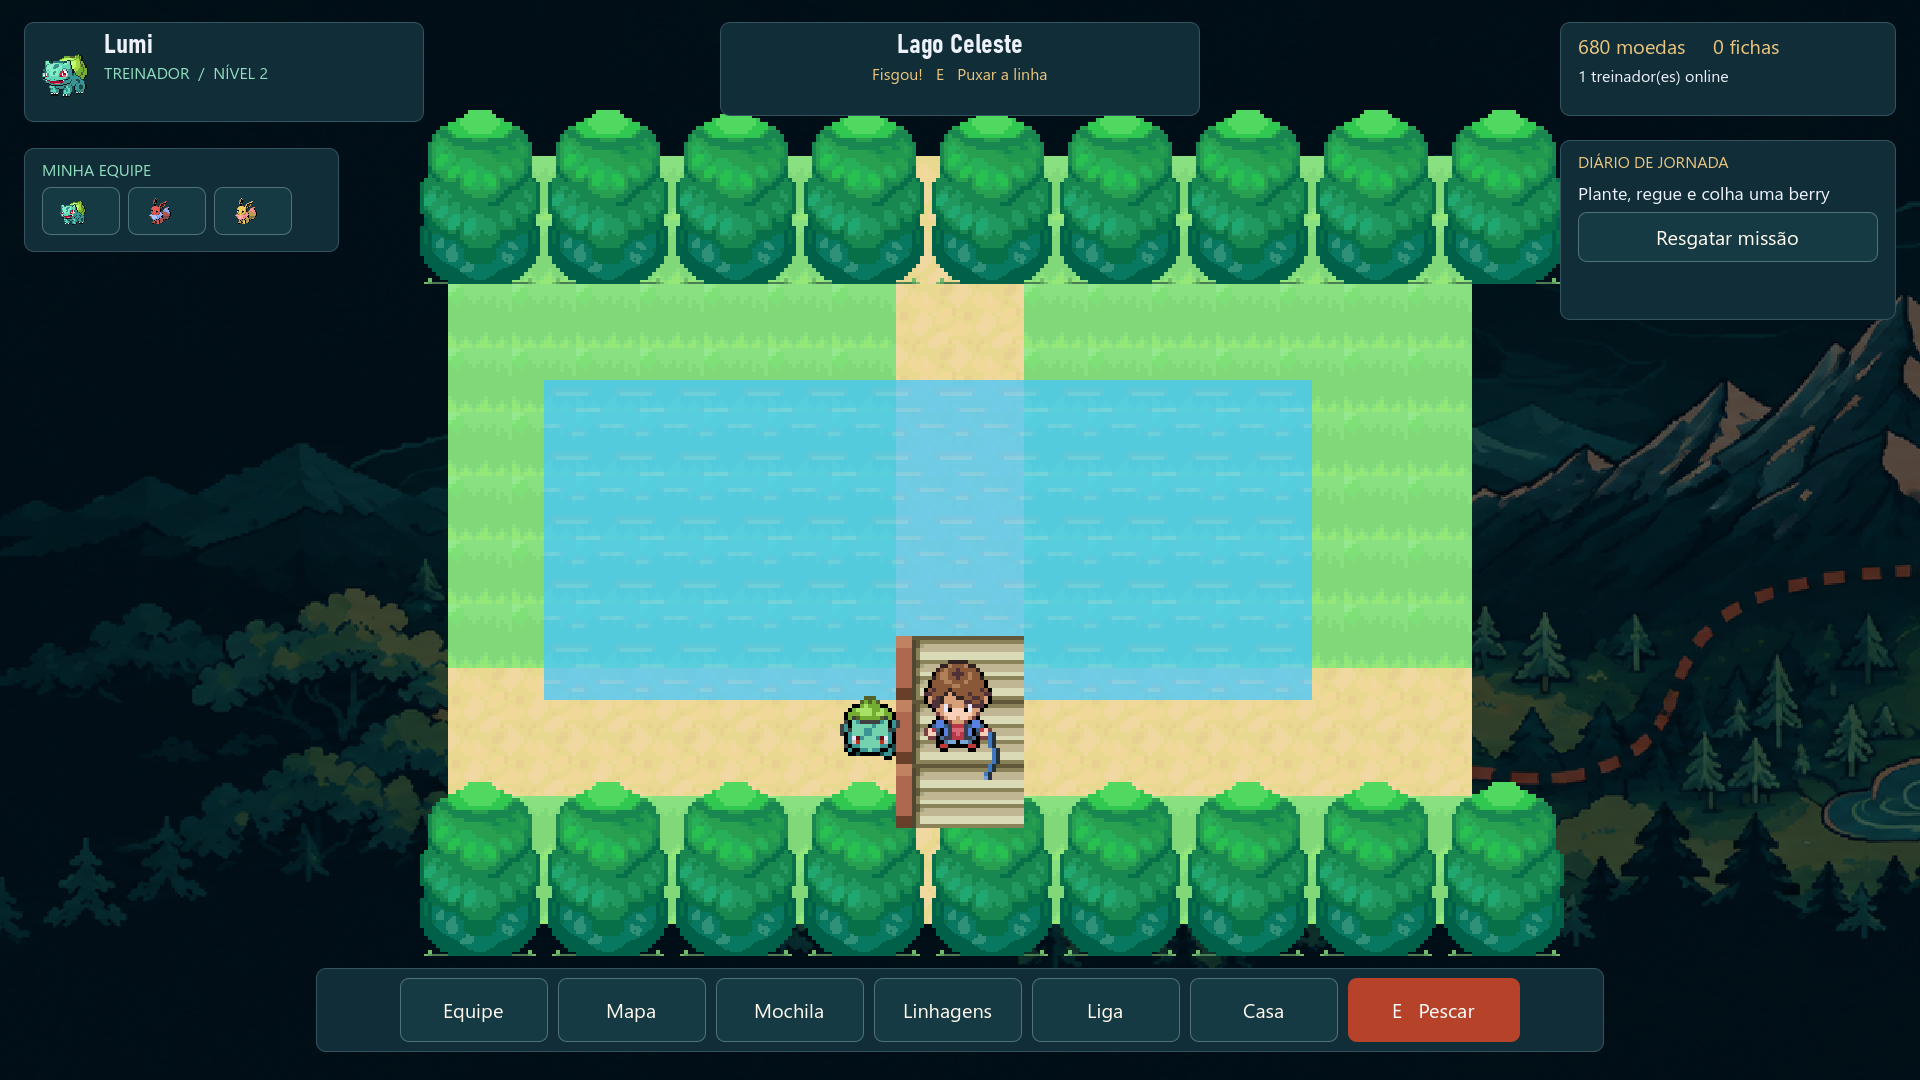 Lumi
TREINADOR / NÍVEL 2
Lago Celeste
Fisgou! E Puxar a linha
680 moedas 0 fichas
1 treinador(es) online
MINHA EQUIPE
DIÁRIO DE JORNADA
Plante, regue e colha uma berry
Resgatar missão
Equipe
Mapa
Mochila
Linhagens
Liga
Casa
E Pescar